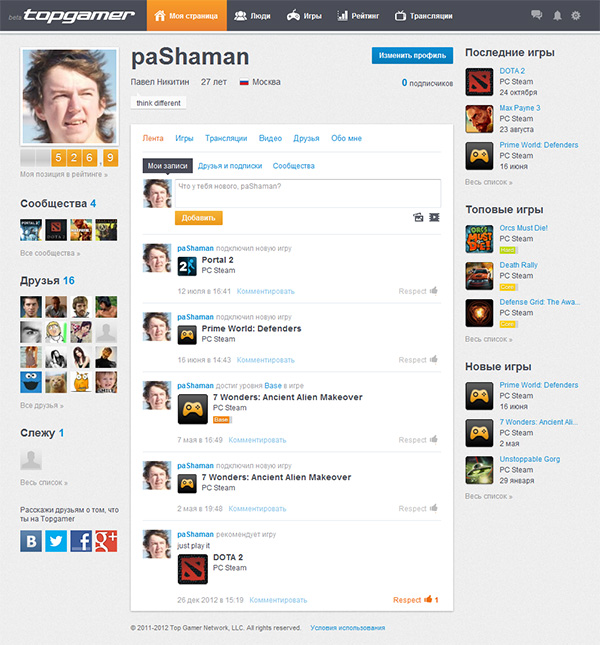 beta topgamer
Моя страница
Люди
Игры
Рейтинг
Трансляции
paShaman
Изменить профиль
Павел Никитин 27 лет Москва
0 подписчиков
think different
5 2 6 , 9
Моя позиция в рейтинге »
Сообщества 4
PORTAL 2
Все сообщества »
Друзья 16
Все друзья »
Слежу 1
Весь список »
Расскажи друзьям о том, что
ты на Topgamer
Лента Игры Трансляции Видео Друзья Обо мне
Мои записи Друзья и подписки Сообщества
Что у тебя нового, paShaman?
Добавить
paShaman подключил новую игру
Portal 2
PC Steam
12 июля в 16:41 Комментировать Respect
paShaman подключил новую игру
Prime World: Defenders
PC Steam
16 июня в 14:43 Комментировать Respect
paShaman достиг уровня Base в игре
7 Wonders: Ancient Alien Makeover
PC Steam
Base
7 мая в 16:49 Комментировать Respect
paShaman подключил новую игру
7 Wonders: Ancient Alien Makeover
PC Steam
2 мая в 19:48 Комментировать Respect
paShaman рекомендует игру
just play it
DOTA 2
PC Steam
26 дек 2012 в 15:19 Комментировать Respect 1
Последние игры
DOTA 2
PC Steam
24 октября
Max Payne 3
PC Steam
23 августа
Prime World: Defenders
PC Steam
16 июня
Весь список »
Топовые игры
ORCS MUST DIE!
Orcs Must Die!
PC Steam
Death Rally
PC Steam
Defense Grid: The Awa...
PC Steam
Весь список »
Новые игры
Prime World: Defenders
PC Steam
16 июня
7 Wonders: Ancient Ali...
PC Steam
2 мая
Unstoppable Gorg
PC Steam
29 января
Весь список »
B f g+
© 2011-2012 Top Gamer Network, LLC. All rights reserved. Условия использования